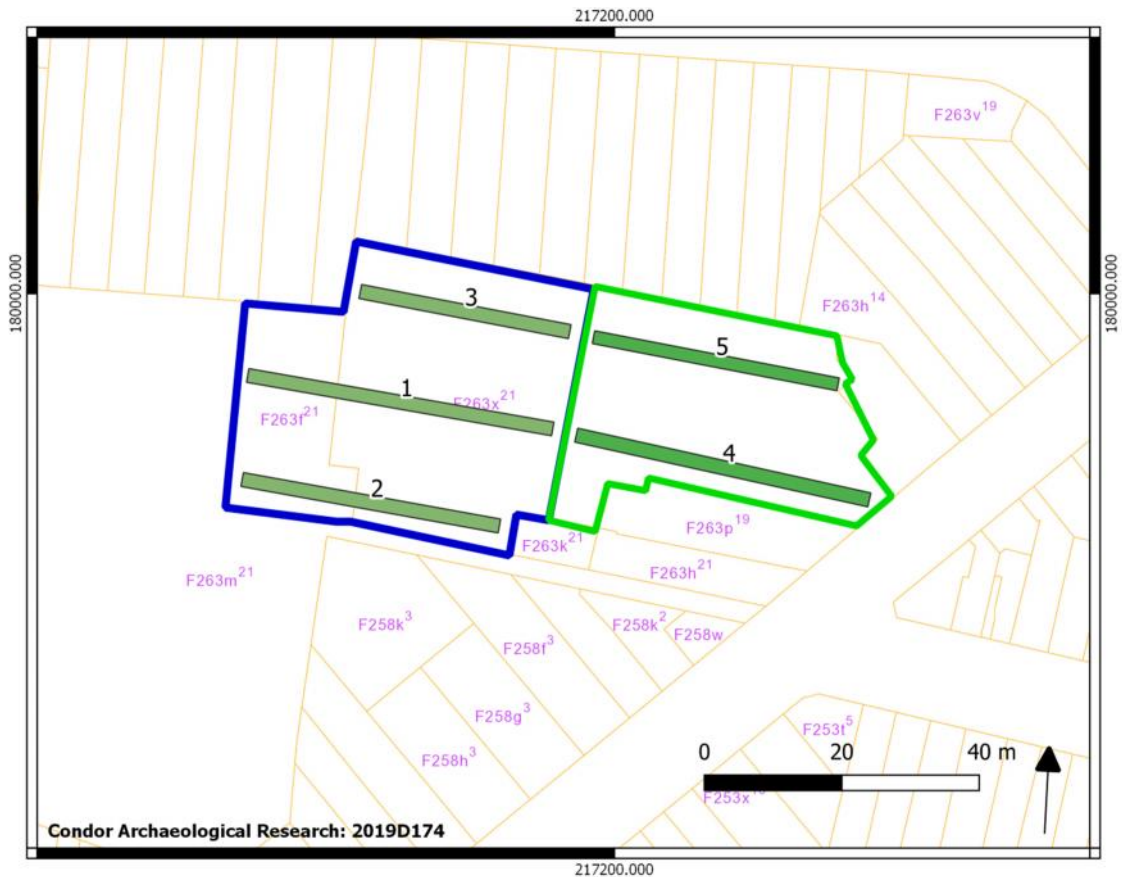 217200.000
F263v19
180000.000
180000.000
F263h14
3
5
1
F263x21
F263f21
4
2
F263p19
F263k21
F263h21
F263m21
F258k3
F258k2
F258w
F258f3
F258g3
F253t5
F258h3
0 20 40 m
F253x
Condor Archaeological Research: 2019D174
217200.000